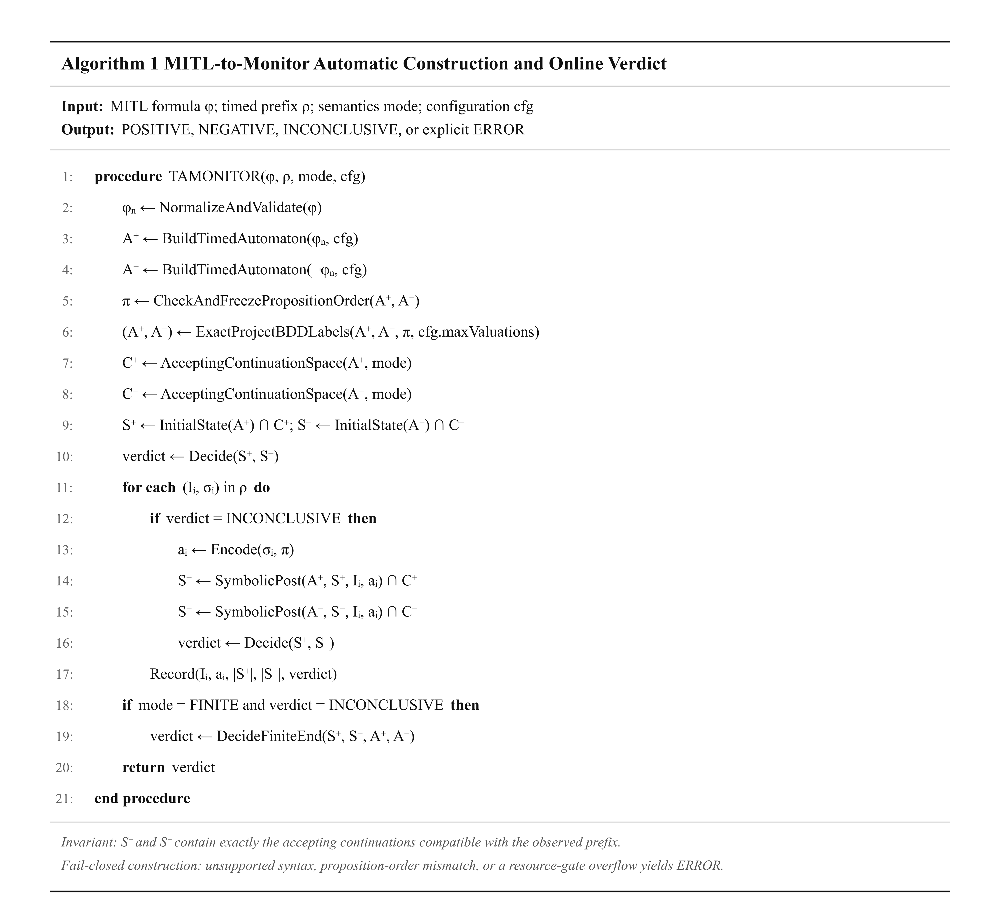 Algorithm 1 MITL-to-Monitor Automatic Construction and Online Verdict
Input: MITL formula φ; timed prefix ρ; semantics mode; configuration cfg
Output: POSITIVE, NEGATIVE, INCONCLUSIVE, or explicit ERROR
1: procedure TAMONITOR(φ, ρ, mode, cfg)
2: φₙ ← NormalizeAndValidate(φ)
3: A⁺ ← BuildTimedAutomaton(φₙ, cfg)
4: A⁻ ← BuildTimedAutomaton(¬φₙ, cfg)
5: π ← CheckAndFreezePropositionOrder(A⁺, A⁻)
6: (A⁺, A⁻) ← ExactProjectBDDLabels(A⁺, A⁻, π, cfg.maxValuations)
7: C⁺ ← AcceptingContinuationSpace(A⁺, mode)
8: C⁻ ← AcceptingContinuationSpace(A⁻, mode)
9: S⁺ ← InitialState(A⁺) ∩ C⁺; S⁻ ← InitialState(A⁻) ∩ C⁻
10: verdict ← Decide(S⁺, S⁻)
11: for each (Iᵢ, σᵢ) in ρ do
12: if verdict = INCONCLUSIVE then
13: aᵢ ← Encode(σᵢ, π)
14: S⁺ ← SymbolicPost(A⁺, S⁺, Iᵢ, aᵢ) ∩ C⁺
15: S⁻ ← SymbolicPost(A⁻, S⁻, Iᵢ, aᵢ) ∩ C⁻
16: verdict ← Decide(S⁺, S⁻)
17: Record(Iᵢ, aᵢ, |S⁺|, |S⁻|, verdict)
18: if mode = FINITE and verdict = INCONCLUSIVE then
19: verdict ← DecideFiniteEnd(S⁺, S⁻, A⁺, A⁻)
20: return verdict
21: end procedure
Invariant: S⁺ and S⁻ contain exactly the accepting continuations compatible with the observed prefix.
Fail-closed construction: unsupported syntax, proposition-order mismatch, or a resource-gate overflow yields ERROR.